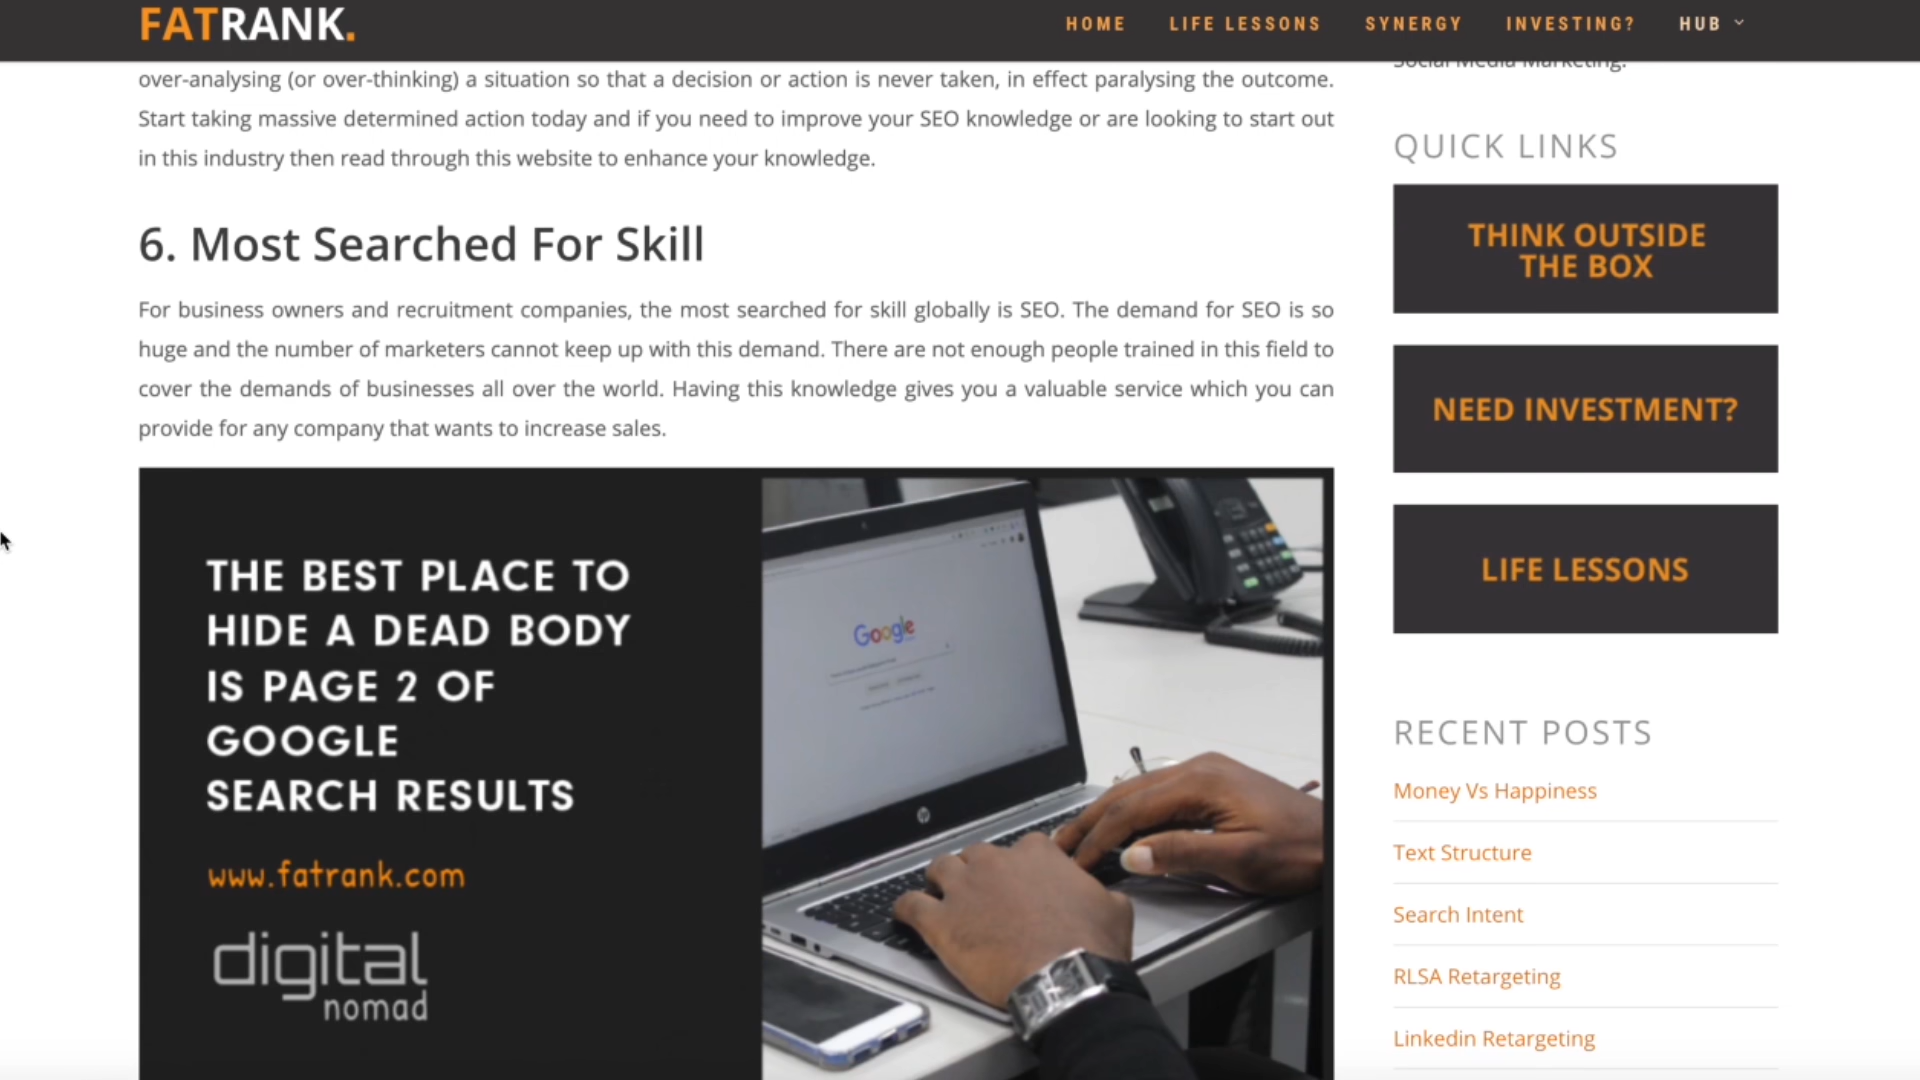 FATRANK.
HOME
LIFE LESSONS
SYNERGY
INVESTING?
HUB
over-analysing (or over-thinking) a situation so that a decision or action is never taken, in effect paralysing the outcome.
Start taking massive determined action today and if you need to improve your SEO knowledge or are looking to start out
in this industry then read through this website to enhance your knowledge.
6. Most Searched For Skill
For business owners and recruitment companies, the most searched for skill globally is SEO. The demand for SEO is so
huge and the number of marketers cannot keep up with this demand. There are not enough people trained in this field to
cover the demands of businesses all over the world. Having this knowledge gives you a valuable service which you can
provide for any company that wants to increase sales.
THE BEST PLACE TO
HIDE A DEAD BODY
IS PAGE 2 OF
GOOGLE
SEARCH RESULTS
www.fatrank.com
digital
nomad
Google
hp
Social Media Marketing.
QUICK LINKS
THINK OUTSIDE
THE BOX
NEED INVESTMENT?
LIFE LESSONS
RECENT POSTS
Money Vs Happiness
Text Structure
Search Intent
RLSA Retargeting
Linkedin Retargeting